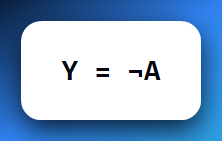 Y = ¬A